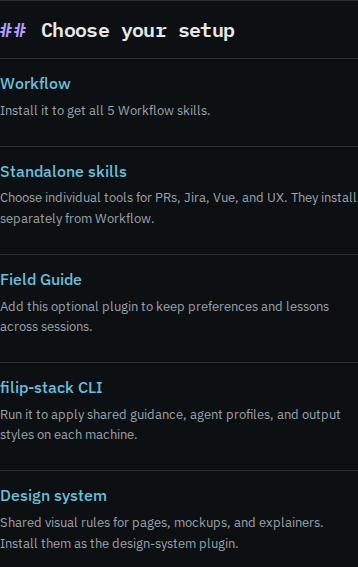 ## Choose your setup
Workflow
Install it to get all 5 Workflow skills.
Standalone skills
Choose individual tools for PRs, Jira, Vue, and UX. They install
separately from Workflow.
Field Guide
Add this optional plugin to keep preferences and lessons
across sessions.
filip-stack CLI
Run it to apply shared guidance, agent profiles, and output
styles on each machine.
Design system
Shared visual rules for pages, mockups, and explainers.
Install them as the design-system plugin.